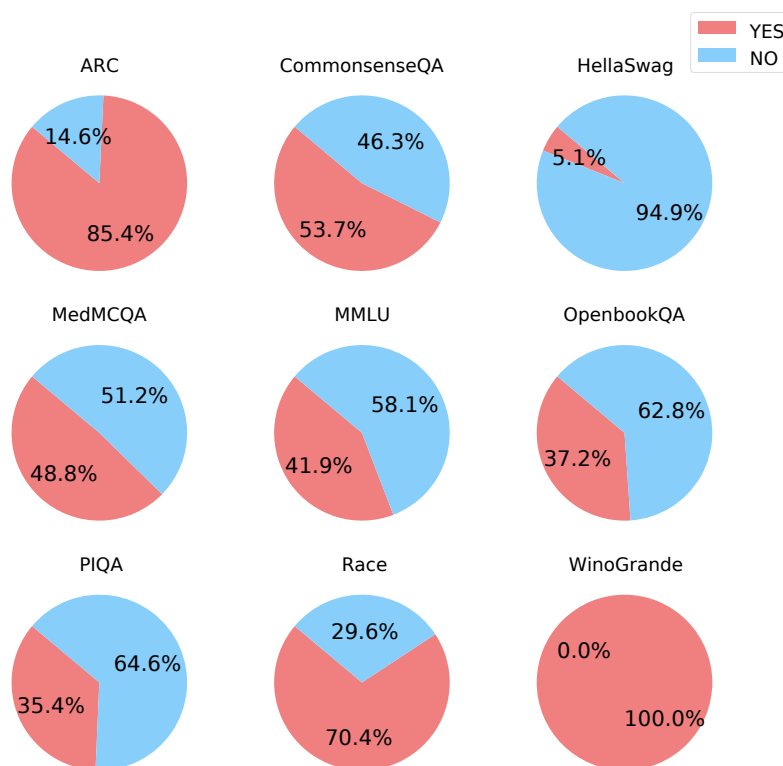 YES
NO
ARC
CommonsenseQA
HellaSwag
14.6%
85.4%
46.3%
53.7%
5.1%
94.9%
MedMCQA
MMLU
OpenbookQA
51.2%
48.8%
58.1%
41.9%
62.8%
37.2%
PIQA
Race
WinoGrande
64.6%
35.4%
29.6%
70.4%
0.0%
100.0%